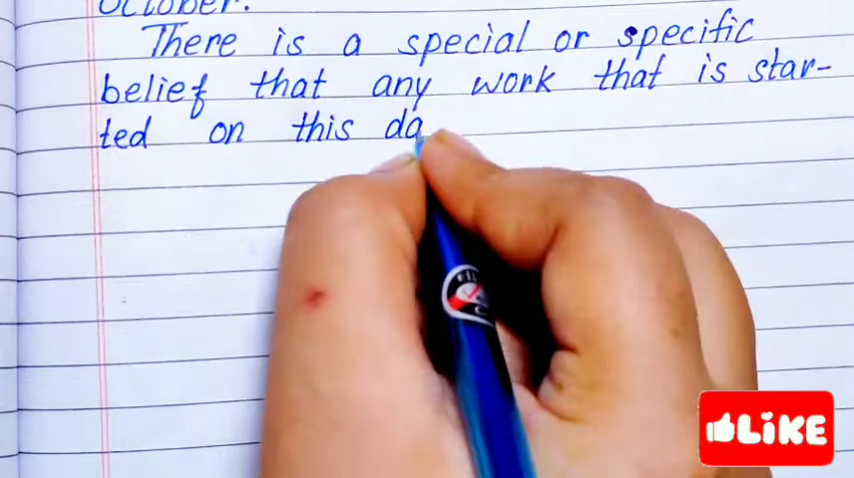 October.
There is a special or specific
belief that any work that is star-
ted on this da
LIKE